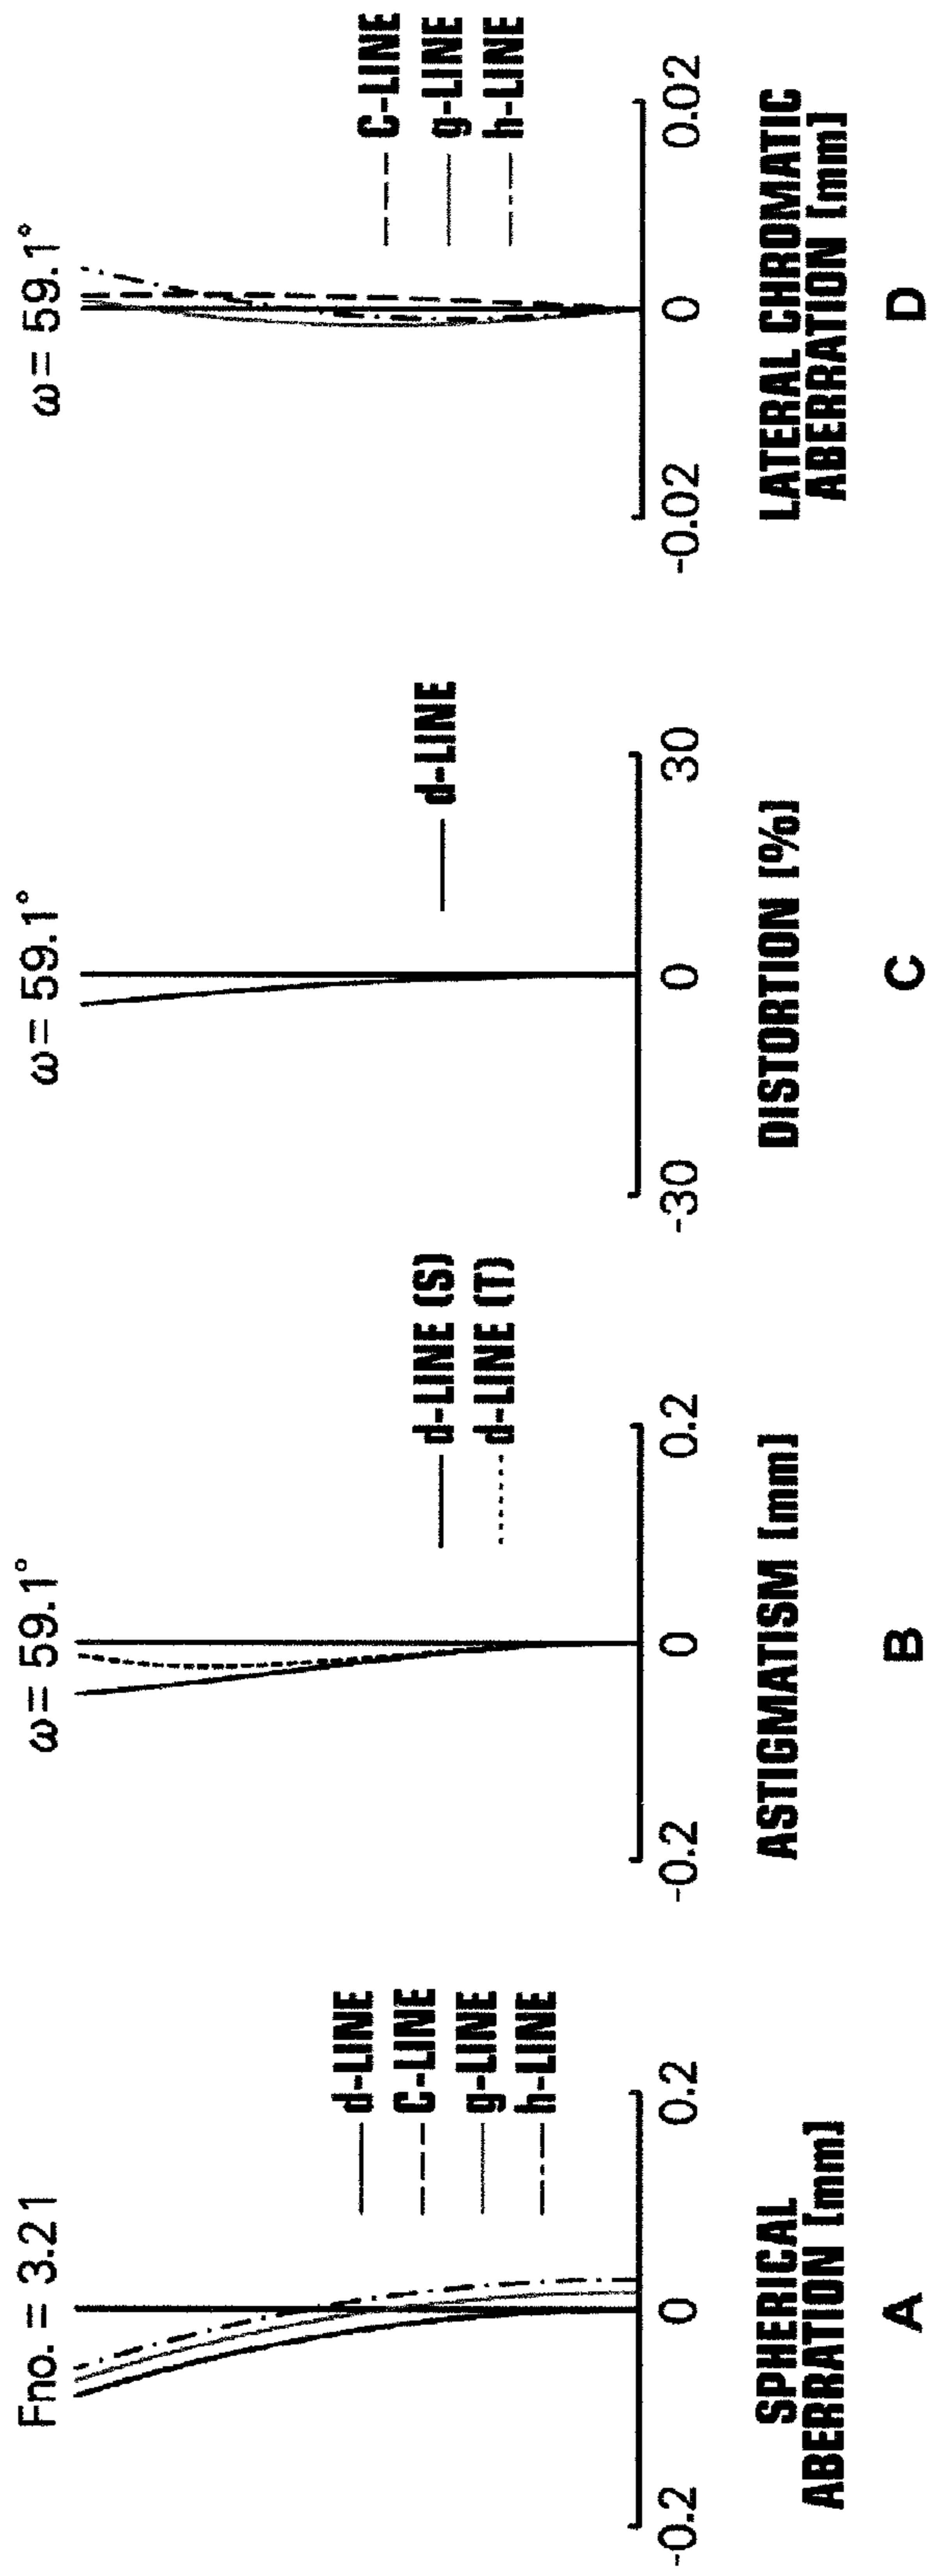 Fno. = 3.21
d-LINE
C-LINE
g-LINE
h-LINE
-0.2
0
0.2
SPHERICAL
ABERRATION [mm]
A
ω= 59.1°
d-LINE (S)
d-LINE (T)
-0.2
0
0.2
ASTIGMATISM [mm]
B
ω= 59.1°
d-LINE
-30
0
30
DISTORTION [%]
C
ω= 59.1°
C-LINE
g-LINE
h-LINE
-0.02
0
0.02
LATERAL CHROMATIC
ABERRATION [mm]
D